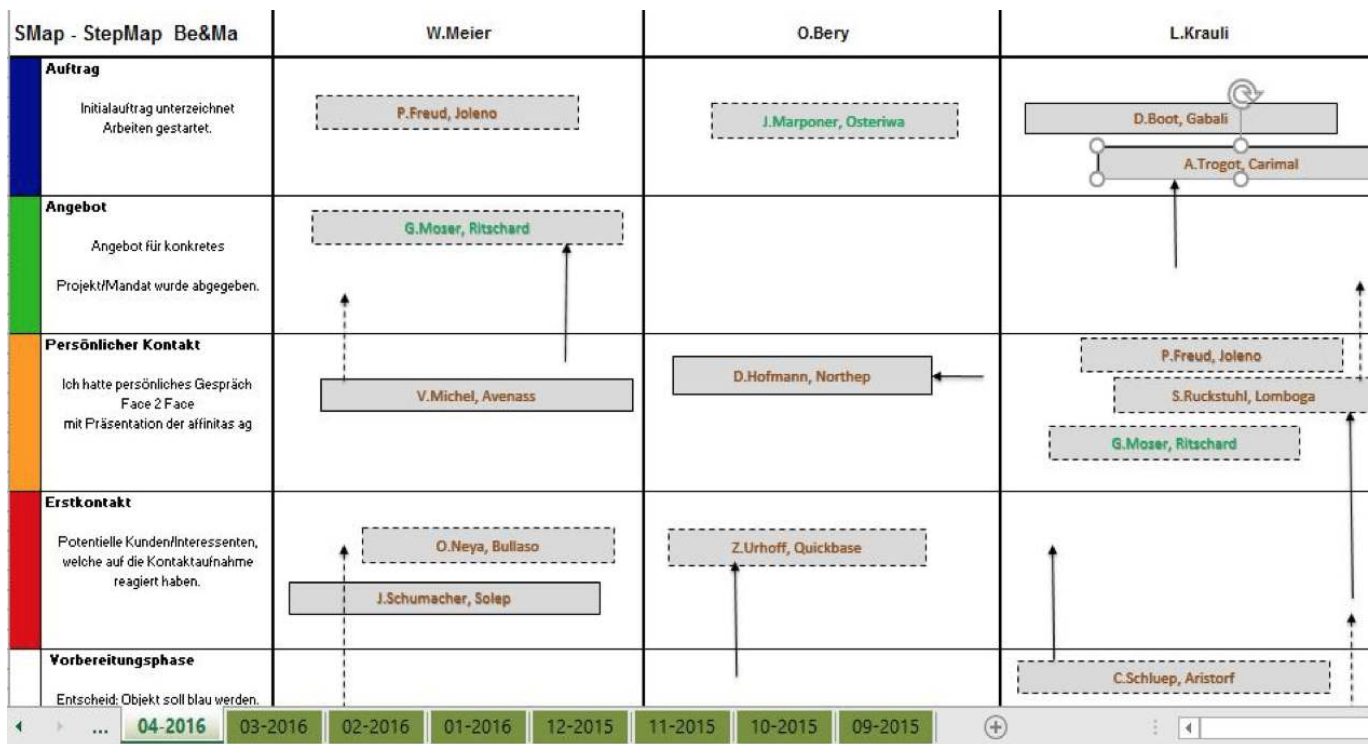 SMap - StepMap Be&Ma
W.Meier
O.Bery
L.Krauli
Auftrag
Initialauftrag unterzeichnet
Arbeiten gestartet.
P.Freud, Joleno
J.Marponer, Osteriwa
D.Boot, Gabali
A.Trogot, Carimal
Angebot
Angebot für konkretes
Projekt/Mandat wurde abgegeben.
G.Moser, Ritschard
Persönlicher Kontakt
Ich hatte persönliches Gespräch
Face 2 Face
mit Präsentation der affinitas ag
V.Michel, Avenass
D.Hofmann, Northep
P.Freud, Joleno
S.Ruckstuhl, Lomboga
G.Moser, Ritschard
Erstkontakt
Potentielle Kunden/Interessenten,
welche auf die Kontaktaufnahme
reagiert haben.
O.Neya, Bullaso
J.Schumacher, Solep
Z.Urhoff, Quickbase
Vorbereitungsphase
Entscheid: Objekt soll blau werden.
C.Schluep, Aristorf
... 04-2016 03-2016 02-2016 01-2016 12-2015 11-2015 10-2015 09-2015